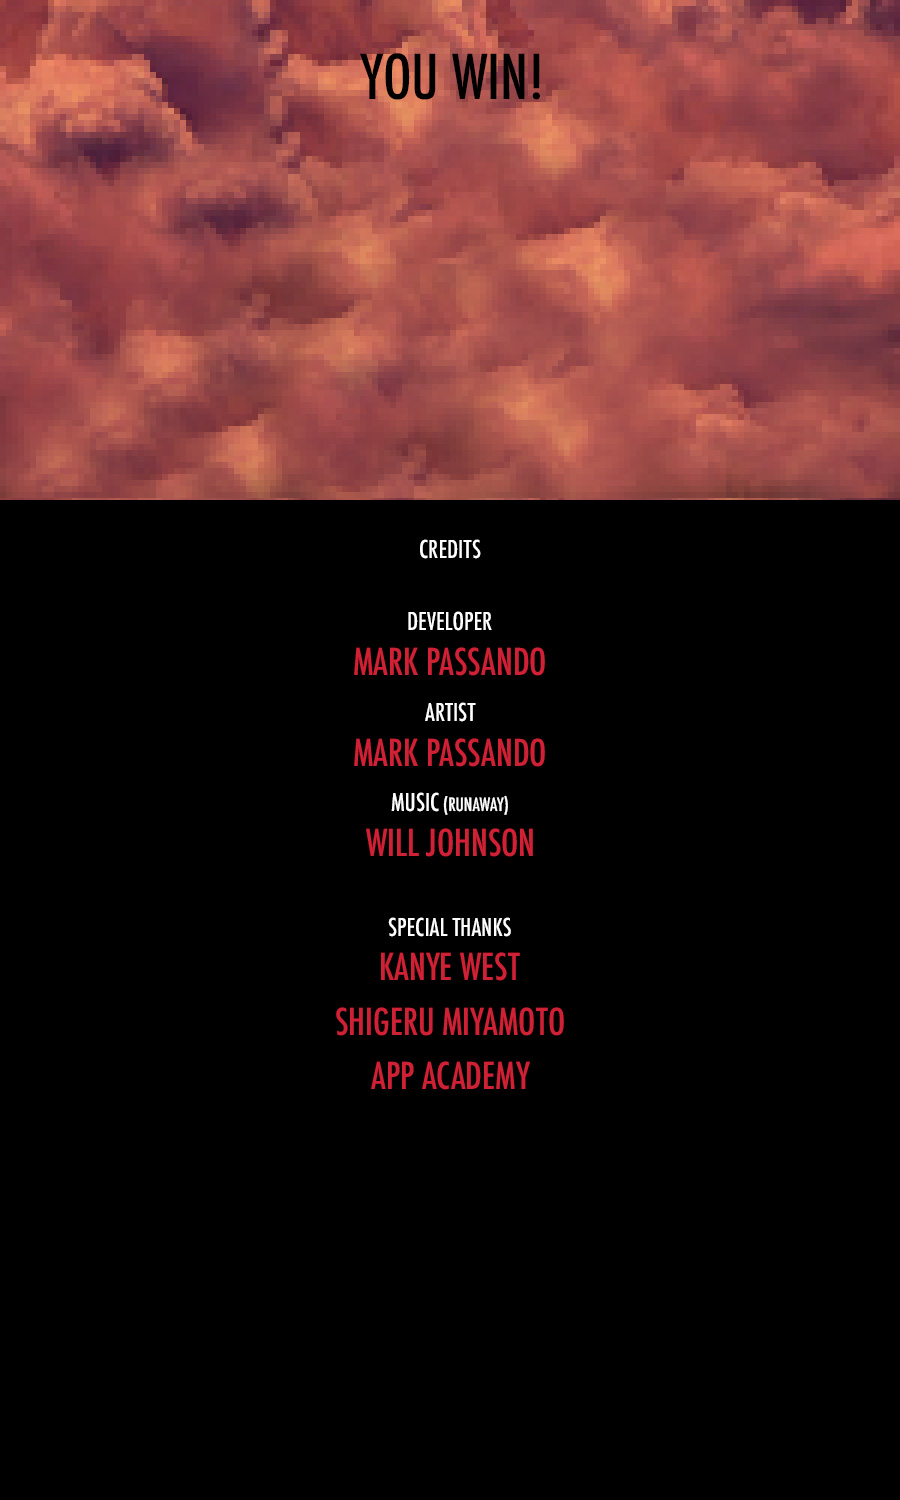 YOU WIN!
CREDITS
DEVELOPER
MARK PASSANDO
ARTIST
MARK PASSANDO
MUSIC (RUNAWAY)
WILL JOHNSON
SPECIAL THANKS
KANYE WEST
SHIGERU MIYAMOTO
APP ACADEMY